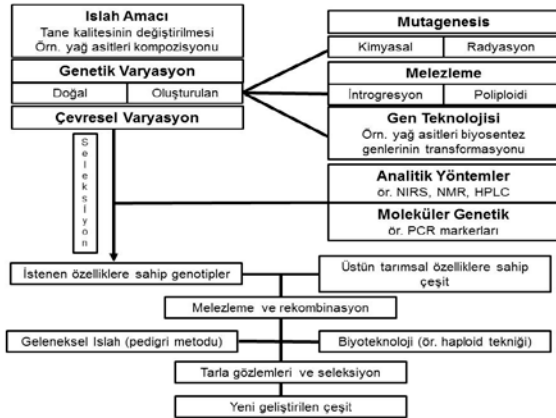 Islah Amacı
Tane kalitesinin değiştirilmesi
Örn. yağ asitleri kompozisyonu
Genetik Varyasyon
Doğal
Oluşturulan
Çevresel Varyasyon
Mutagenesis
Kimyasal
Radyasyon
Melezleme
İntrogresyon
Poliploidi
Gen Teknolojisi
Örn. yağ asitleri biyosentez
genlerinin transformasyonu
Seleksiyon
Analitik Yöntemler
ör. NIRS, NMR, HPLC
Moleküler Genetik
ör. PCR markerları
İstenen özelliklere sahip genotipler
Üstün tarımsal özelliklere sahip
çeşit
Melezleme ve rekombinasyon
Geleneksel Islah (pedigri metodu)
Biyoteknoloji (ör. haploid tekniği)
Tarla gözlemleri ve seleksiyon
Yeni geliştirilen çeşit